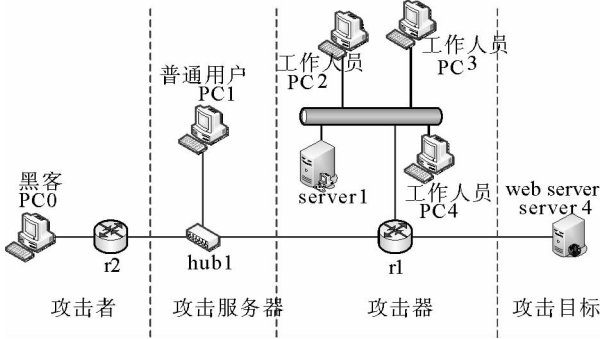 工作人员
PC2
工作人员
PC3
普通用户
PC1
server1
工作人员
PC4
黑客
PC0
web server
server 4
r2
hub1
r1
攻击者
攻击服务器
攻击器
攻击目标